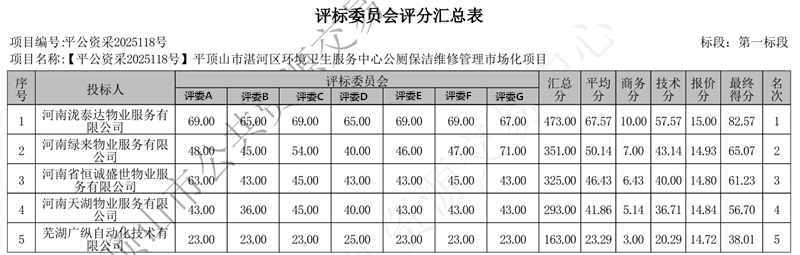 评标委员会评分汇总表
项目编号:平公资采2025118号 标段：第一标段
项目名称:【平公资采2025118号】平顶山市湛河区环境卫生服务中心公厕保洁维修管理市场化项目
序号 投标人 评标委员会 汇总分 平均分 商务分 技术分 报价分 最终得分 名次
评委A 评委B 评委C 评委D 评委E 评委F 评委G
1 河南泷泰达物业服务有限公司 69.00 65.00 69.00 65.00 69.00 69.00 67.00 473.00 67.57 10.00 57.57 15.00 82.57 1
2 河南绿来物业服务有限公司 48.00 45.00 54.00 40.00 46.00 47.00 71.00 351.00 50.14 7.00 43.14 14.93 65.07 2
3 河南省恒诚盛世物业服务有限公司 63.00 43.00 45.00 43.00 43.00 45.00 43.00 325.00 46.43 6.43 40.00 14.80 61.23 3
4 河南天湖物业服务有限公司 43.00 36.00 45.00 40.00 43.00 43.00 43.00 293.00 41.86 5.14 36.71 14.84 56.70 4
5 芜湖广纵自动化技术有限公司 23.00 23.00 23.00 25.00 23.00 23.00 23.00 163.00 23.29 3.00 20.29 14.72 38.01 5